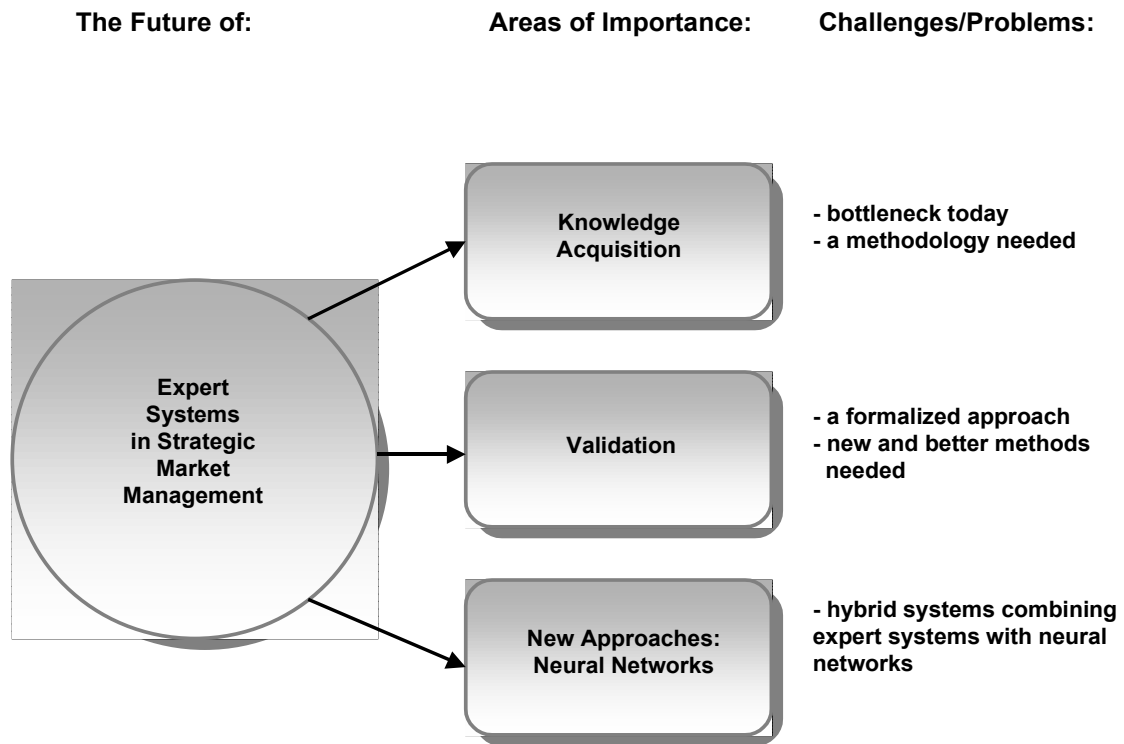 The Future of:
Areas of Importance:
Challenges/Problems:
Knowledge
Acquisition
- bottleneck today
- a methodology needed
Expert
Systems
in Strategic
Market
Management
Validation
- a formalized approach
- new and better methods
needed
New Approaches:
Neural Networks
- hybrid systems combining
expert systems with neural
networks